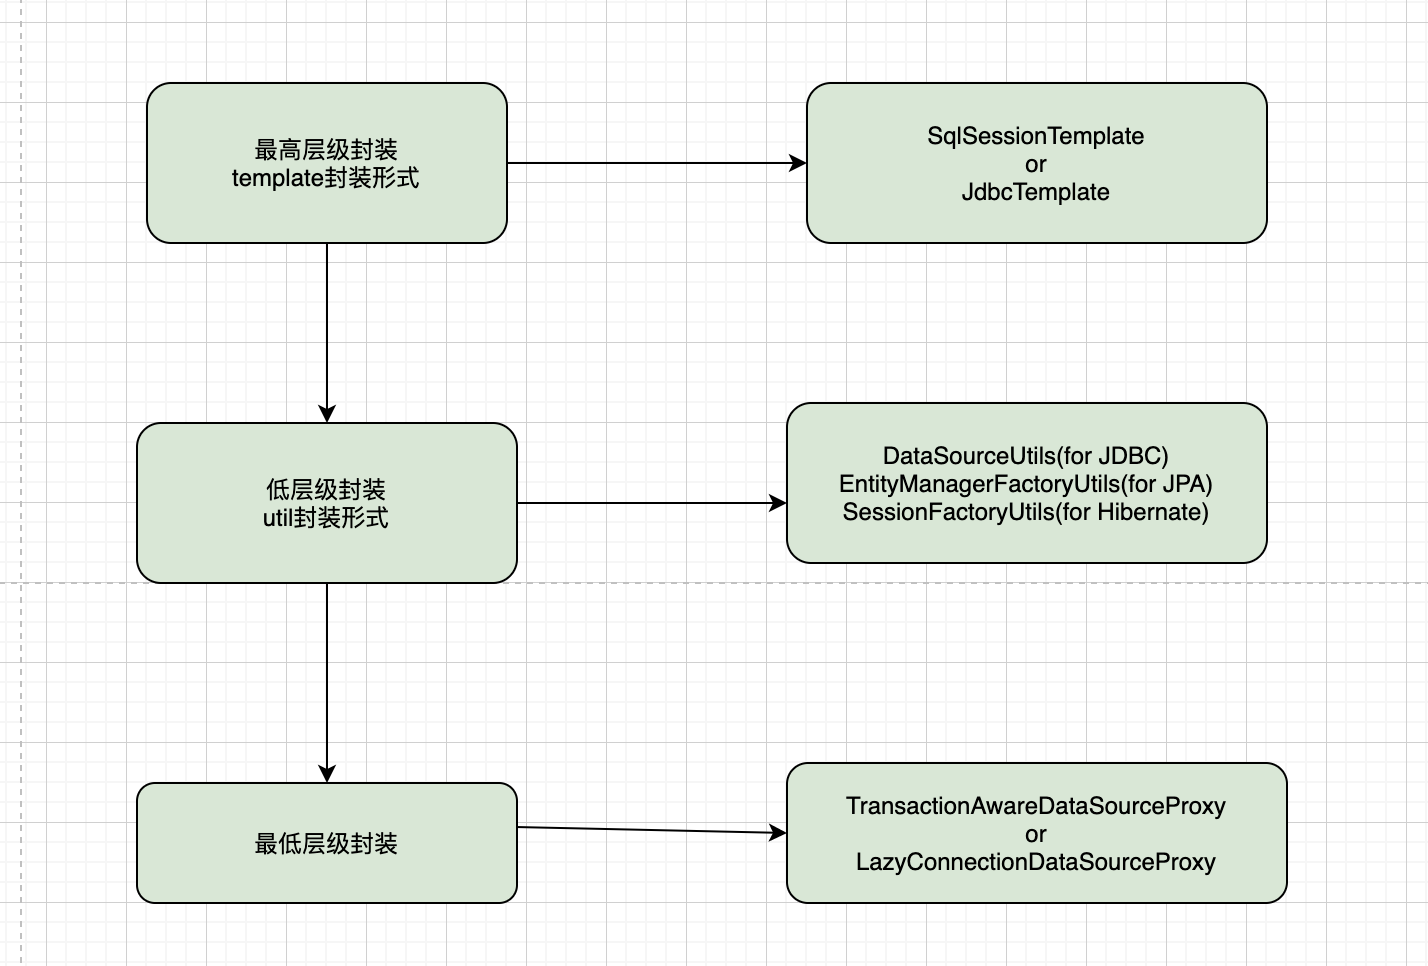 最高层级封装
template封装形式
SqlSessionTemplate
or
JdbcTemplate
低层级封装
util封装形式
DataSourceUtils(for JDBC)
EntityManagerFactoryUtils(for JPA)
SessionFactoryUtils(for Hibernate)
最低层级封装
TransactionAwareDataSourceProxy
or
LazyConnectionDataSourceProxy